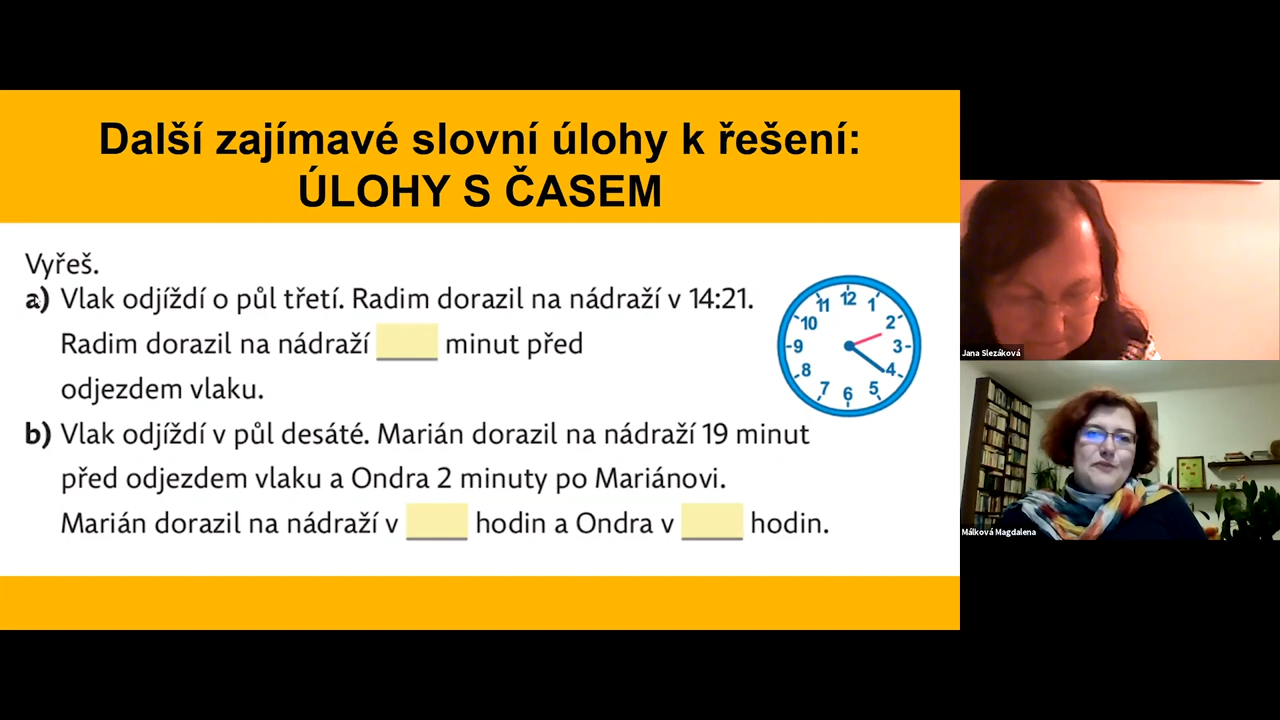 Další zajímavé slovní úlohy k řešení:
ÚLOHY S ČASEM
Vyřeš.
a) Vlak odjíždí o půl třetí. Radim dorazil na nádraží v 14:21.
Radim dorazil na nádraží minut před
odjezdem vlaku.
b) Vlak odjíždí v půl desáté. Marián dorazil na nádraží 19 minut
před odjezdem vlaku a Ondra 2 minuty po Mariánovi.
Marián dorazil na nádraží v hodin a Ondra v hodin.
12
1
2
3
4
5
6
7
8
9
10
11
Jana Slezáková
Málková Magdalena